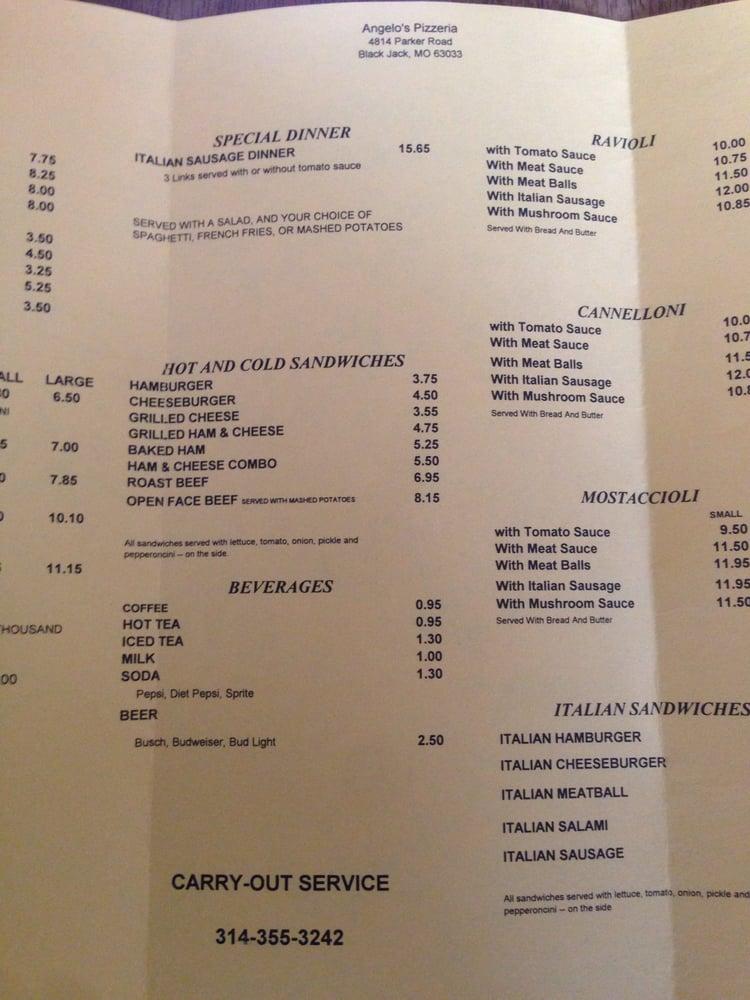 Angelo's Pizzeria
4814 Parker Road
Black Jack, MO 63033
7.75
8.25
8.00
8.00
3.50
4.50
3.25
5.25
3.50
LARGE
6.50
7.00
7.85
10.10
11.15
SPECIAL DINNER
ITALIAN SAUSAGE DINNER 15.65
3 Links served with or without tomato sauce
SERVED WITH A SALAD, AND YOUR CHOICE OF
SPAGHETTI, FRENCH FRIES, OR MASHED POTATOES
HOT AND COLD SANDWICHES
HAMBURGER 3.75
CHEESEBURGER 4.50
GRILLED CHEESE 3.55
GRILLED HAM & CHEESE 4.75
BAKED HAM 5.25
HAM & CHEESE COMBO 5.50
ROAST BEEF 6.95
OPEN FACE BEEF SERVED WITH MASHED POTATOES 8.15
All sandwiches served with lettuce, tomato, onion, pickle and
pepperoncini – on the side.
BEVERAGES
COFFEE 0.95
HOT TEA 0.95
ICED TEA 1.30
MILK 1.00
SODA 1.30
Pepsi, Diet Pepsi, Sprite
BEER
Busch, Budweiser, Bud Light 2.50
CARRY-OUT SERVICE
314-355-3242
RAVIOLI
with Tomato Sauce 10.00
With Meat Sauce 10.75
With Meat Balls 11.50
With Italian Sausage 12.00
With Mushroom Sauce 10.85
Served With Bread And Butter
CANNELLONI
with Tomato Sauce 10.0
With Meat Sauce 10.7
With Meat Balls 11.5
With Italian Sausage 12.0
With Mushroom Sauce 10.8
Served With Bread And Butter
MOSTACCIOLI
SMALL
with Tomato Sauce 9.50
With Meat Sauce 11.50
With Meat Balls 11.95
With Italian Sausage 11.95
With Mushroom Sauce 11.50
Served With Bread And Butter
ITALIAN SANDWICHES
ITALIAN HAMBURGER
ITALIAN CHEESEBURGER
ITALIAN MEATBALL
ITALIAN SALAMI
ITALIAN SAUSAGE
All sandwiches served with lettuce, tomato, onion, pickle and
pepperoncini – on the side